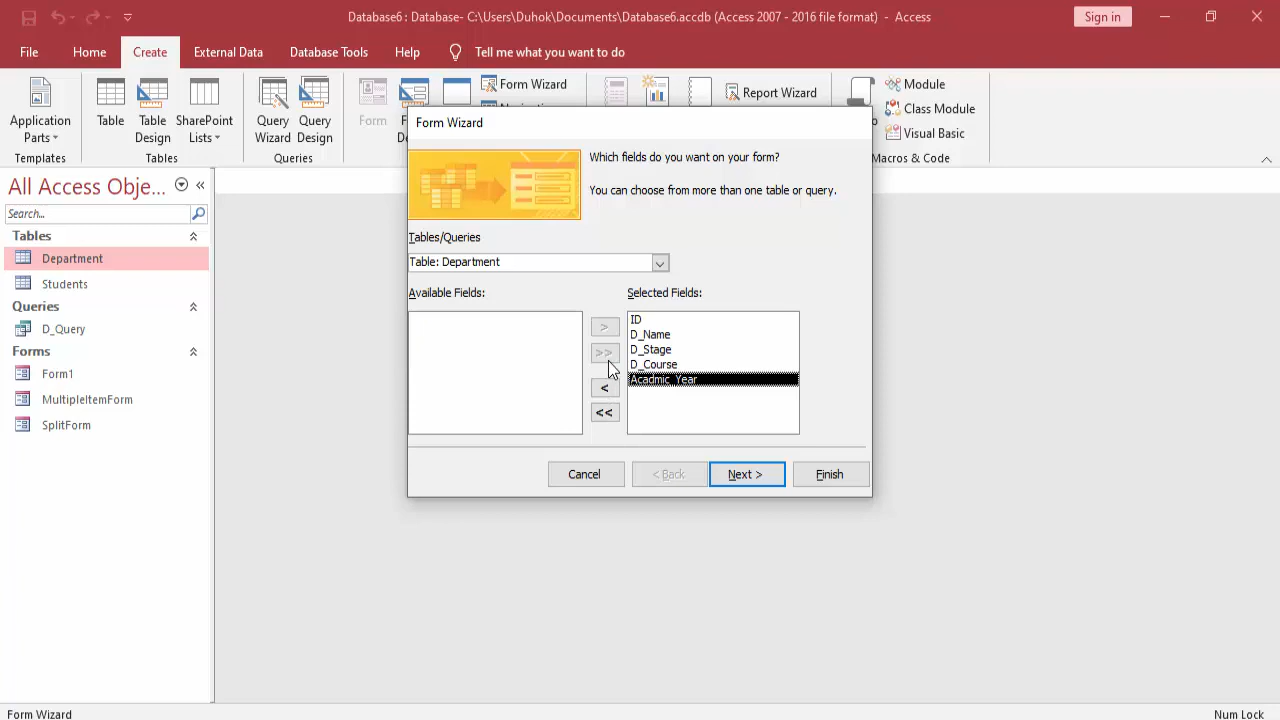 Database6 : Database- C:\Users\Duhok\Documents\Database6.accdb (Access 2007 - 2016 file format) - Access
Sign in
File
Home
Create
External Data
Database Tools
Help
Tell me what you want to do
Application
Parts
Templates
Table
Table
Design
SharePoint
Lists
Tables
Query
Wizard
Query
Design
Queries
Form
Form Wizard
Report Wizard
Module
Class Module
Visual Basic
Macros & Code
All Access Obje...
Search...
Tables
Department
Students
Queries
D_Query
Forms
Form1
MultipleItemForm
SplitForm
Form Wizard
Which fields do you want on your form?
You can choose from more than one table or query.
Tables/Queries
Table: Department
Available Fields:
Selected Fields:
ID
D_Name
D_Stage
D_Course
Acadmic_Year
>
>>
<
<<
Cancel
< Back
Next >
Finish
Form Wizard
Num Lock